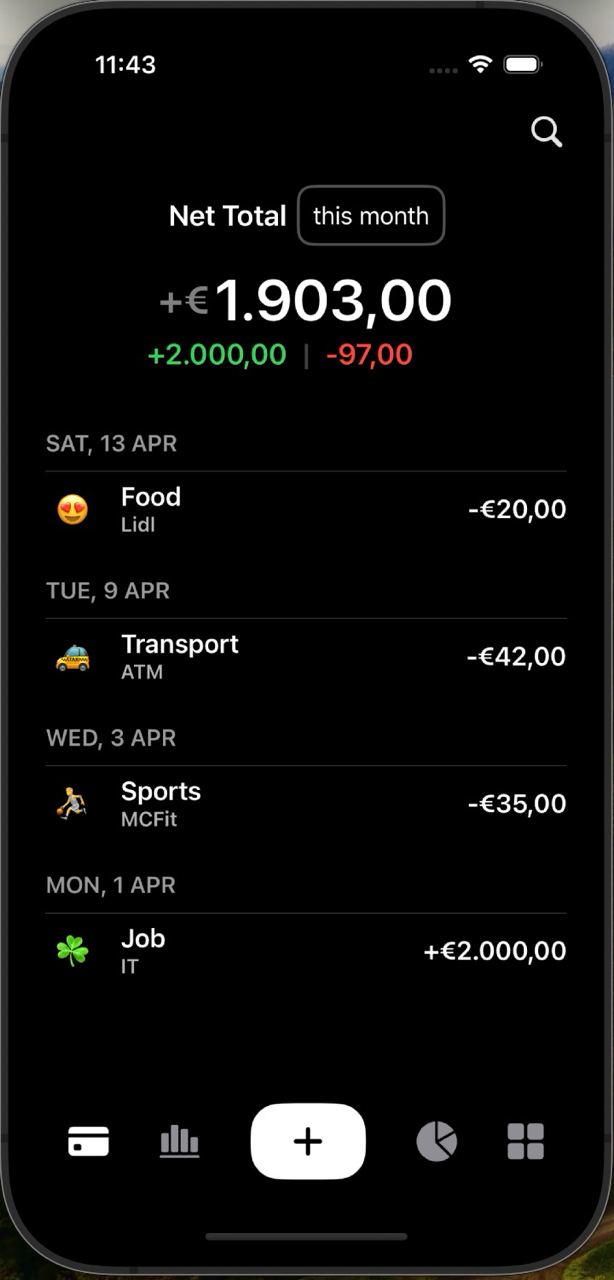 11:43
Net Total this month
+€1.903,00
+2.000,00 | -97,00
SAT, 13 APR
Food
Lidl
-€20,00
TUE, 9 APR
Transport
ATM
-€42,00
WED, 3 APR
Sports
MCFit
-€35,00
MON, 1 APR
Job
IT
+€2.000,00